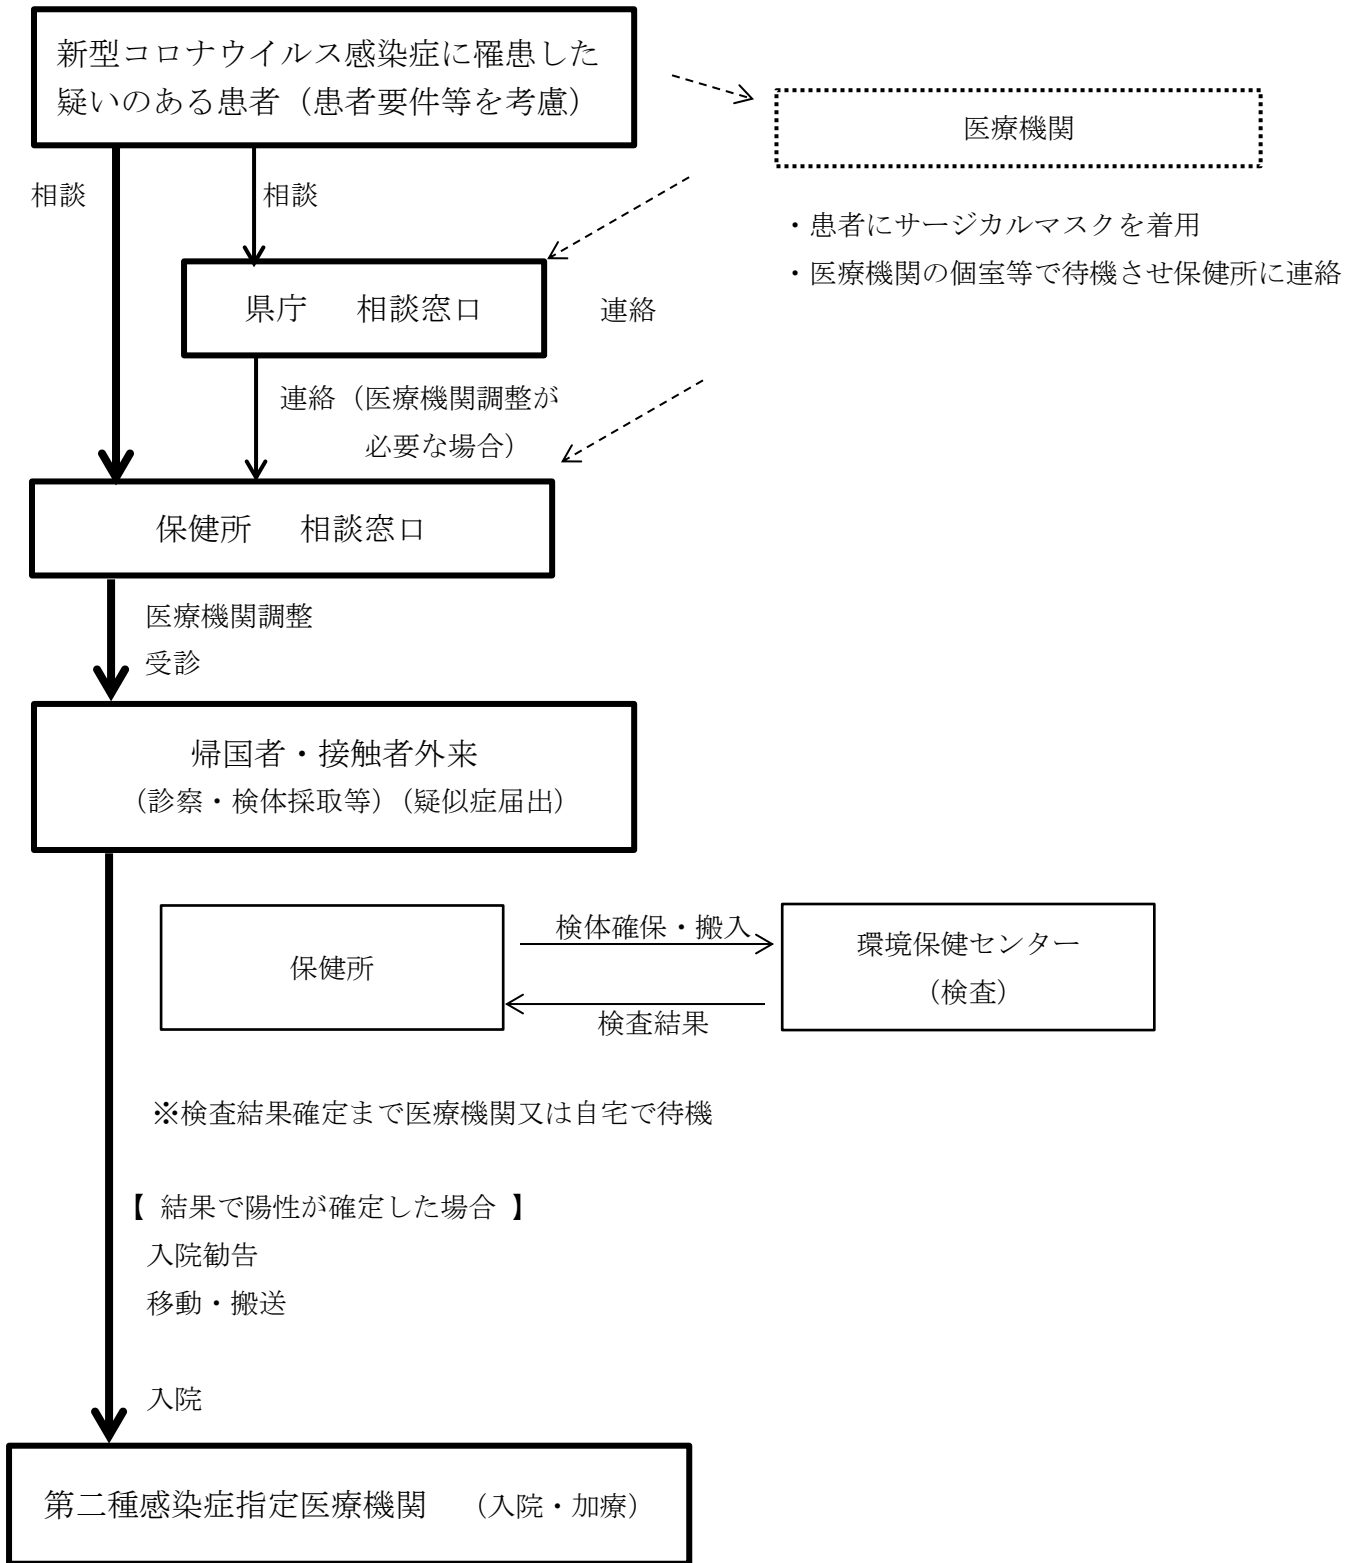 新型コロナウイルス感染症に罹患した
疑いのある患者（患者要件等を考慮）
医療機関
相談
相談
・患者にサージカルマスクを着用
・医療機関の個室等で待機させ保健所に連絡
県庁　相談窓口
連絡
連絡（医療機関調整が
必要な場合）
保健所　相談窓口
医療機関調整
受診
帰国者・接触者外来
（診察・検体採取等）（疑似症届出）
検体確保・搬入
保健所
環境保健センター
（検査）
検査結果
※検査結果確定まで医療機関又は自宅で待機
【 結果で陽性が確定した場合 】
入院勧告
移動・搬送
入院
第二種感染症指定医療機関　（入院・加療）